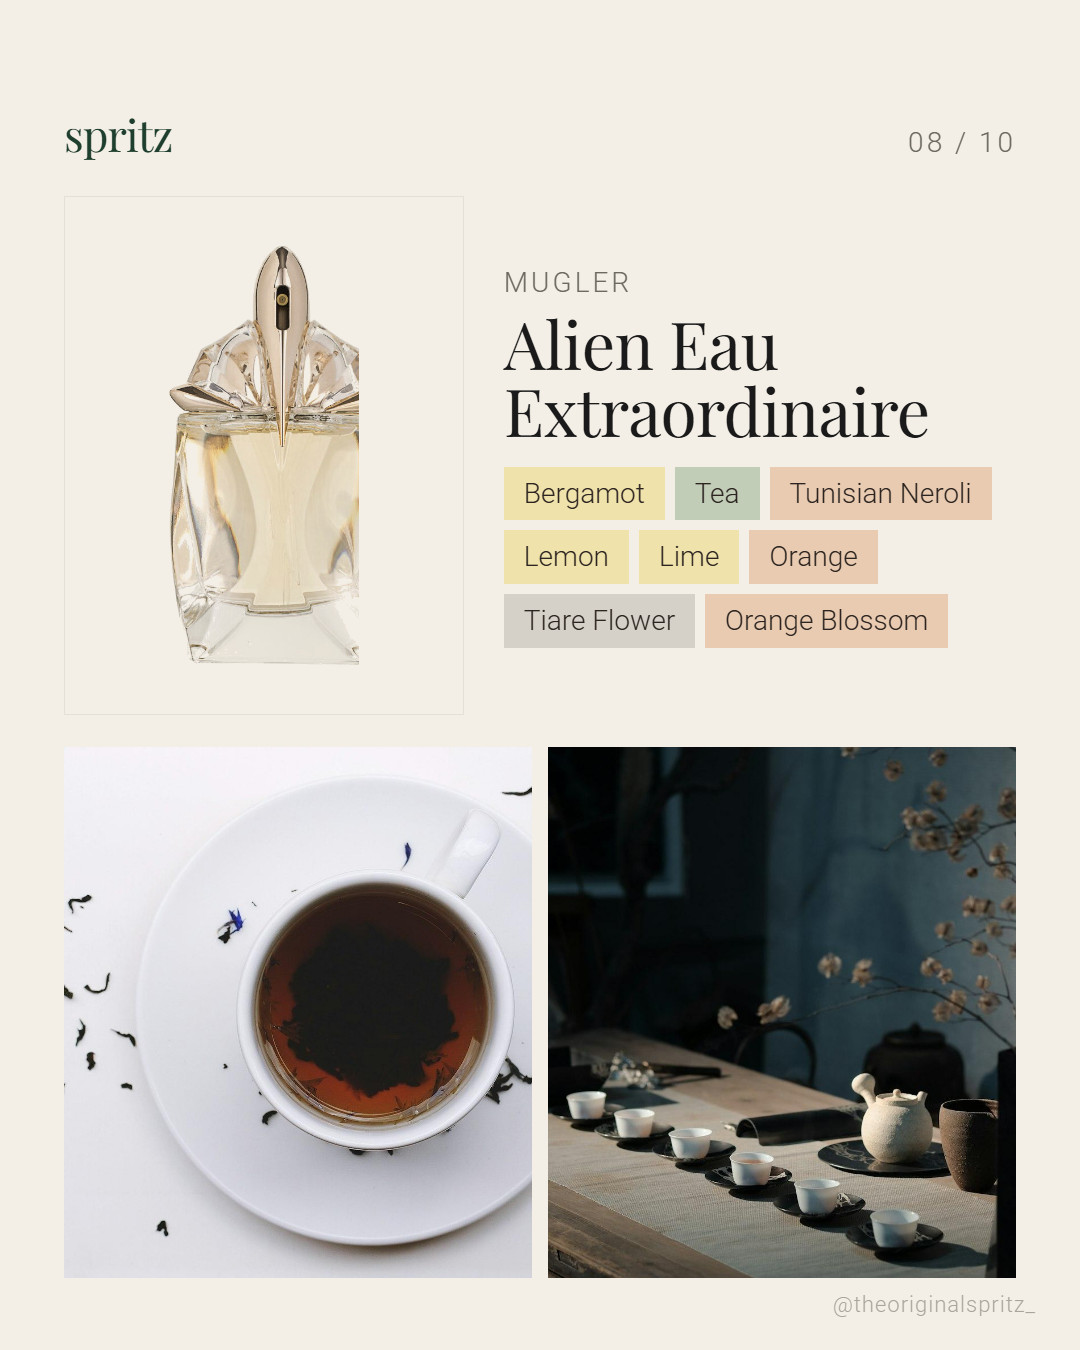 spritz
08 / 10
MUGLER
Alien Eau
Extraordinaire
Bergamot Tea Tunisian Neroli
Lemon Lime Orange
Tiare Flower Orange Blossom
@theoriginalspritz_